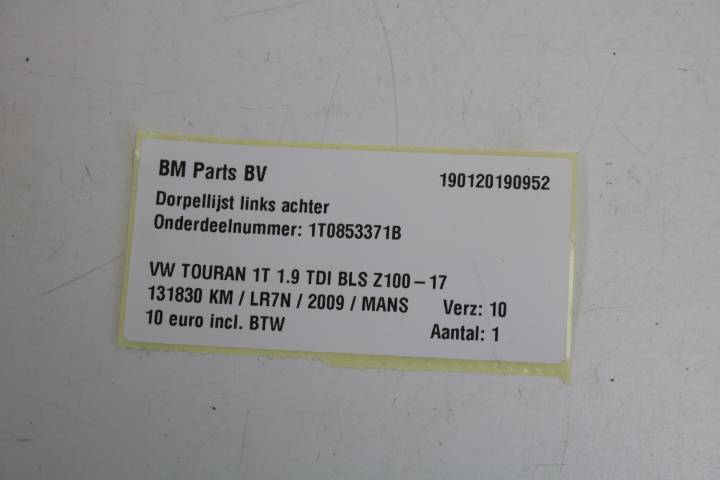 BM Parts BV 190120190952
Dorpellijst links achter
Onderdeelnummer: 1T0853371B
VW TOURAN 1T 1.9 TDI BLS Z100-17
131830 KM / LR7N / 2009 / MANS Verz: 10
10 euro incl. BTW Aantal: 1